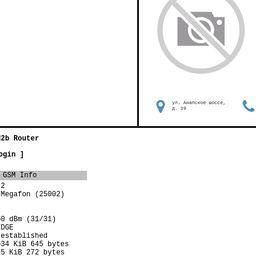 ул. Анапское шоссе,
д. 19
2b Router
ogin ]
GSM Info
2
Megafon (25002)
0 dBm (31/31)
DGE
established
34 KiB 645 bytes
5 KiB 272 bytes